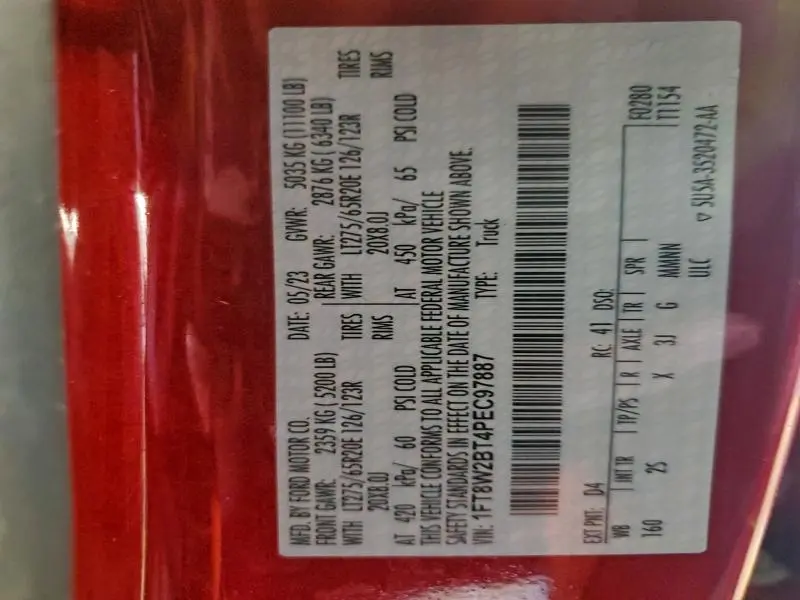 MFD. BY FORD MOTOR CO.
DATE: 05/23 GVWR: 5035 KG (11100 LB)
FRONT GAWR: 2359 KG ( 5200 LB) REAR GAWR: 2876 KG ( 6340 LB)
WITH LT275/65R20E 126/123R TIRES WITH LT275/65R20E 126/123R TIRES
20X8.0J RIMS 20X8.0J RIMS
AT 420 kPa/ 60 PSI COLD AT 450 kPa/ 65 PSI COLD
THIS VEHICLE CONFORMS TO ALL APPLICABLE FEDERAL MOTOR VEHICLE
SAFETY STANDARDS IN EFFECT ON THE DATE OF MANUFACTURE SHOWN ABOVE.
VIN: 1FT8W2BT4PEC97887 TYPE: Truck
EXT PNT: D4 RC: 41 DSO: F0280
WB INT TR TP/PS R AXLE TR SPR T1154
160 2S X 3J G MMNN
ULC
▽ SU5A-3520472-AA